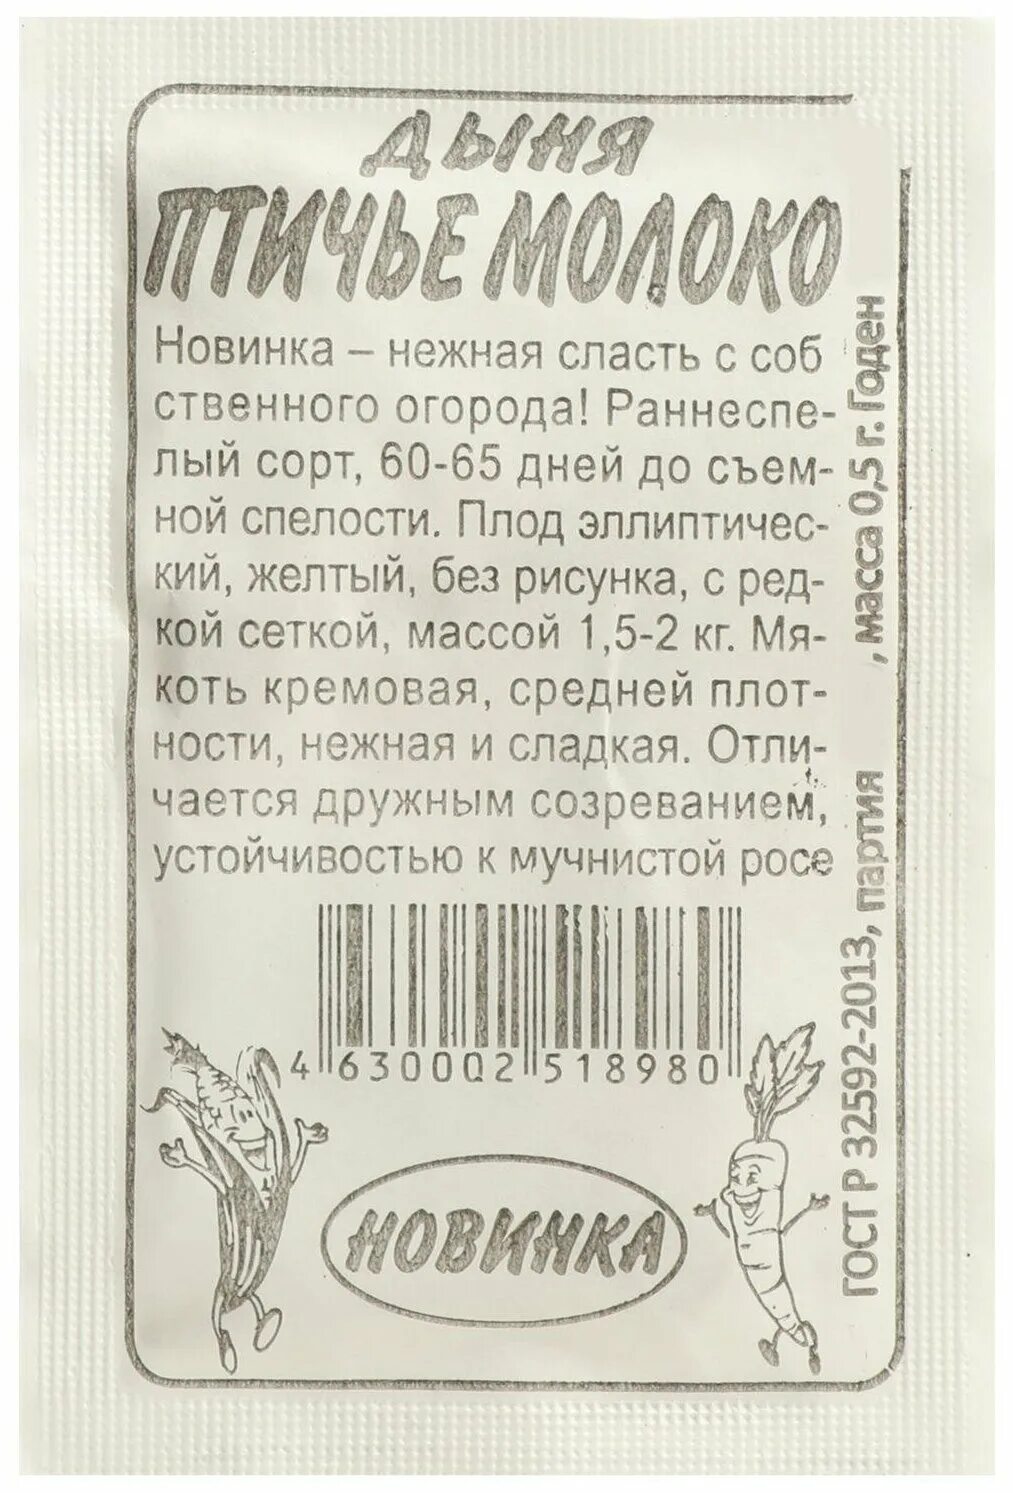 ДЫНЯ
ПТИЧЬЕ МОЛОКО
Новинка – нежная сласть с соб
ственного огорода! Раннеспе-
лый сорт, 60-65 дней до съем-
ной спелости. Плод эллиптичес-
кий, желтый, без рисунка, с ред-
кой сеткой, массой 1,5-2 кг. Мя-
коть кремовая, средней плот-
ности, нежная и сладкая. Отли-
чается дружным созреванием,
устойчивостью к мучнистой росе
4 630002 518980
НОВИНКА
ГОСТ Р 32592-2013, партия , масса 0,5 г. Годен